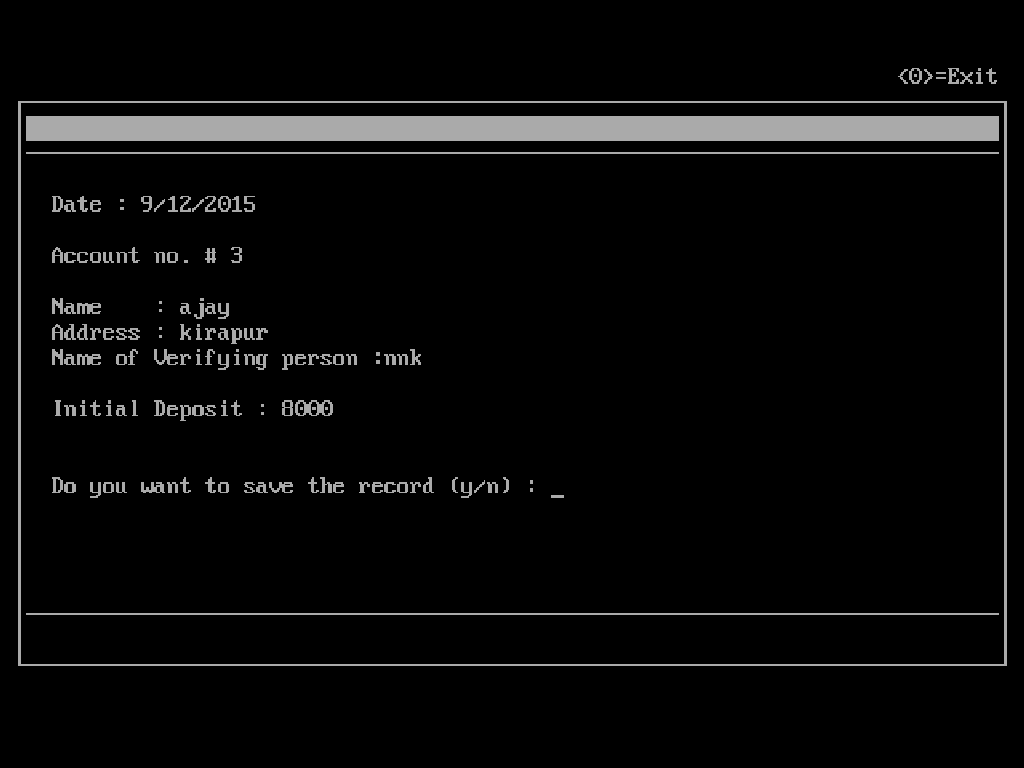 <0>=Exit
Date : 9/12/2015
Account no. # 3
Name    : ajay
Address : kirapur
Name of Verifying person :nnk
Initial Deposit : 8000
Do you want to save the record (y/n) : _